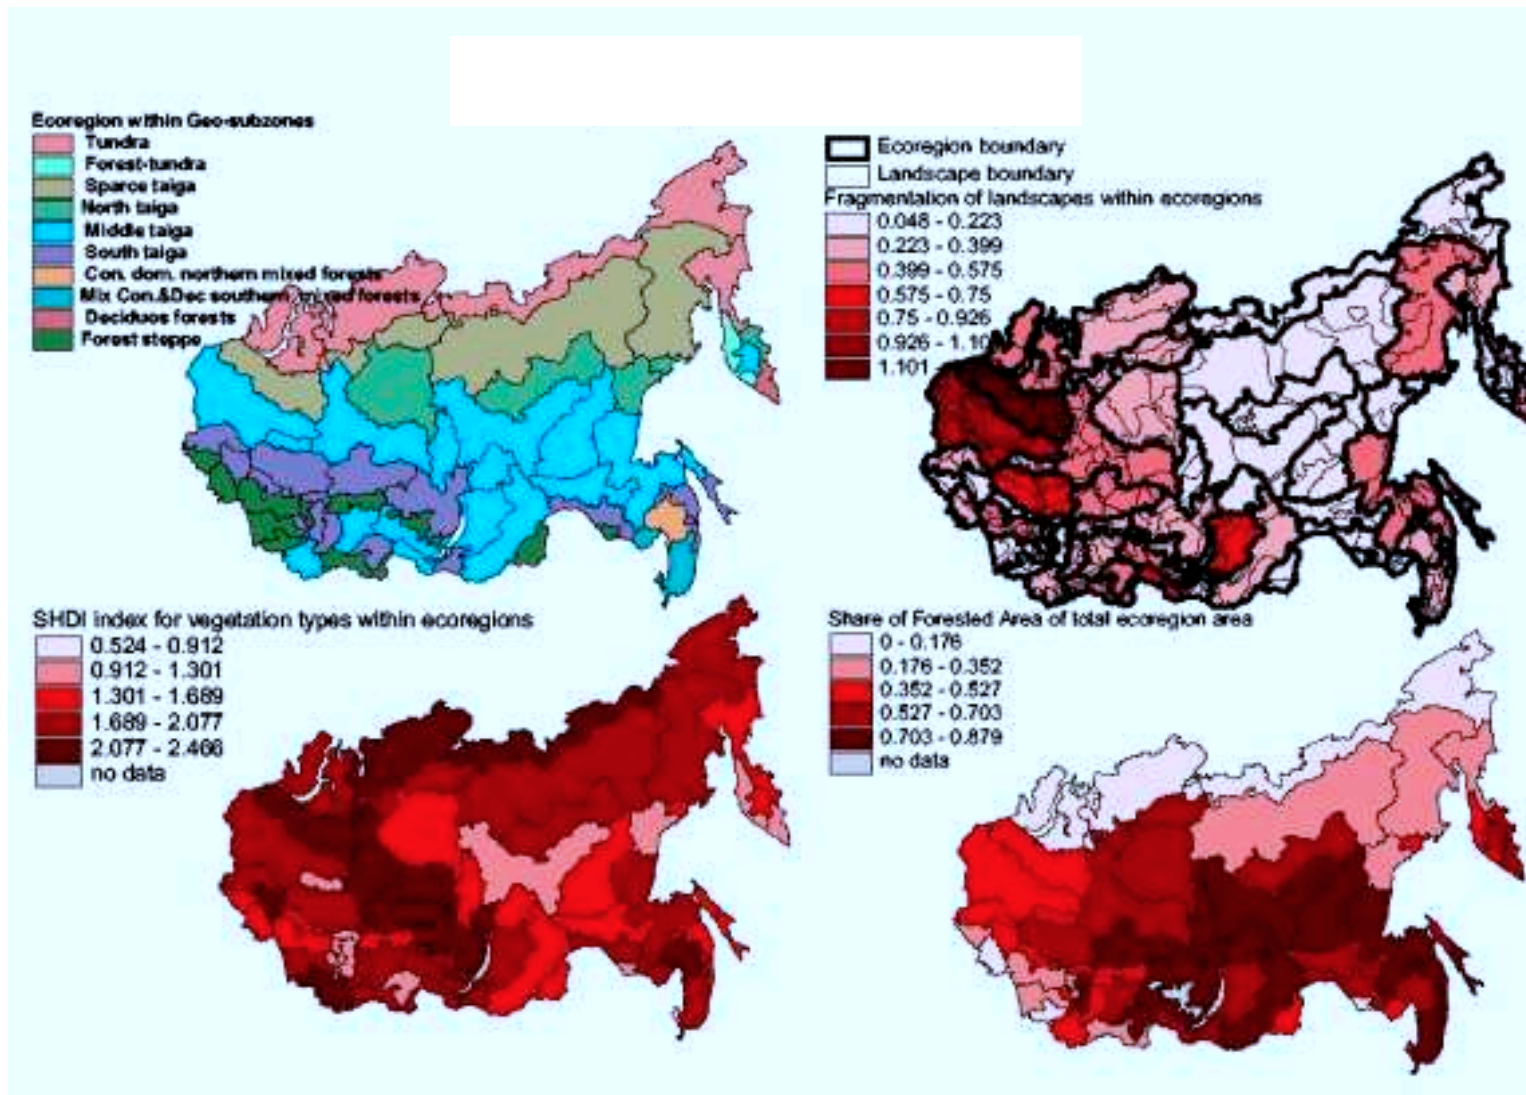 Ecoregion within Geo-subzones
Tundra
Forest-tundra
Sparce taiga
North taiga
Middle taiga
South taiga
Con. dom. northern mixed forests
Mix Con.&Dec southern mixed forests
Deciduos forests
Forest steppe
Ecoregion boundary
Landscape boundary
Fragmentation of landscapes within ecoregions
0.048 - 0.223
0.223 - 0.399
0.399 - 0.575
0.575 - 0.75
0.75 - 0.926
0.926 - 1.10
1.101
SHDI index for vegetation types within ecoregions
0.524 - 0.912
0.912 - 1.301
1.301 - 1.689
1.689 - 2.077
2.077 - 2.466
no data
Share of Forested Area of total ecoregion area
0 - 0.176
0.176 - 0.352
0.352 - 0.527
0.527 - 0.703
0.703 - 0.879
no data